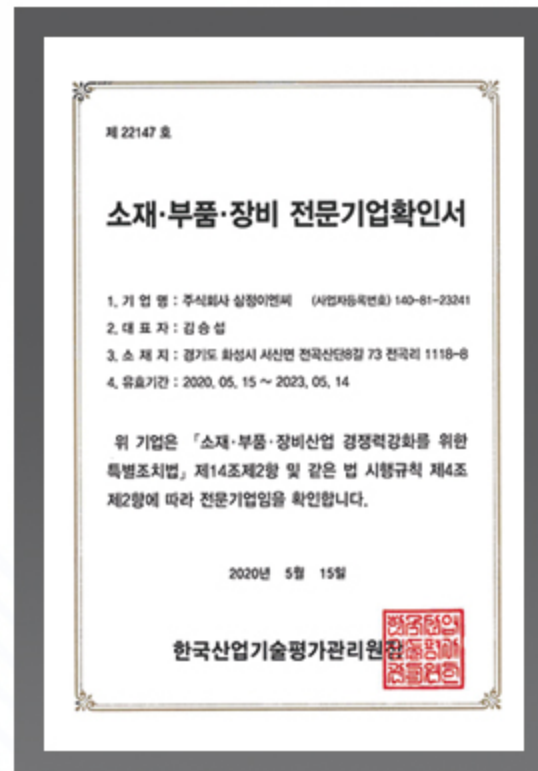 제 22147 호
소재·부품·장비 전문기업확인서
1. 기 업 명 : 주식회사 삼정이엔씨 (사업자등록번호) 140-81-23241
2. 대 표 자 : 김승섭
3. 소 재 지 : 경기도 화성시 서신면 전곡산단8길 73 전곡리 1118-8
4. 유효기간 : 2020. 05. 15 ~ 2023. 05. 14
위 기업은 「소재·부품·장비산업 경쟁력강화를 위한
특별조치법」 제14조제2항 및 같은 법 시행규칙 제4조
제2항에 따라 전문기업임을 확인합니다.
2020년 5월 15일
한국산업기술평가관리원장